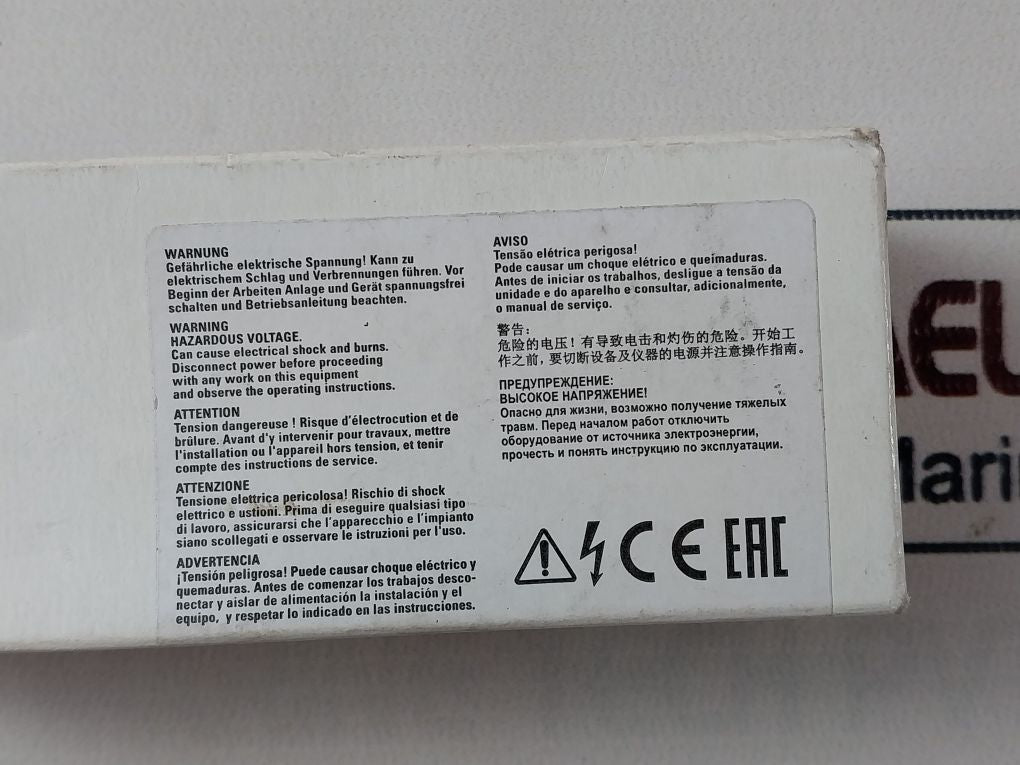 WARNUNG
Gefährliche elektrische Spannung! Kann zu
elektrischem Schlag und Verbrennungen führen. Vor
Beginn der Arbeiten Anlage und Gerät spannungsfrei
schalten und Betriebsanleitung beachten.
WARNING
HAZARDOUS VOLTAGE.
Can cause electrical shock and burns.
Disconnect power before proceeding
with any work on this equipment
and observe the operating instructions.
ATTENTION
Tension dangereuse ! Risque d'électrocution et de
brûlure. Avant d'y intervenir pour travaux, mettre
l'installation ou l'appareil hors tension, et tenir
compte des instructions de service.
ATTENZIONE
Tensione elettrica pericolosa! Rischio di shock
elettrico e ustioni. Prima di eseguire qualsiasi tipo
di lavoro, assicurarsi che l'apparecchio e l'impianto
siano scollegati e osservare le istruzioni per l'uso.
ADVERTENCIA
¡Tensión peligrosa! Puede causar choque eléctrico y
quemaduras. Antes de comenzar los trabajos desco-
nectar y aislar de alimentación la instalación y el
equipo, y respetar lo indicado en las instrucciones.
AVISO
Tensão elétrica perigosa!
Pode causar um choque elétrico e queimaduras.
Antes de iniciar os trabalhos, desligue a tensão da
unidade e do aparelho e consultar, adicionalmente,
o manual de serviço.
警告:
危险的电压! 有导致电击和灼伤的危险。开始工
作之前, 要切断设备及仪器的电源并注意操作指南。
ПРЕДУПРЕЖДЕНИЕ:
ВЫСОКОЕ НАПРЯЖЕНИЕ!
Опасно для жизни, возможно получение тяжелых
травм. Перед началом работ отключить
оборудование от источника электроэнергии,
прочесть и понять инструкцию по эксплуатации.
CE EAC